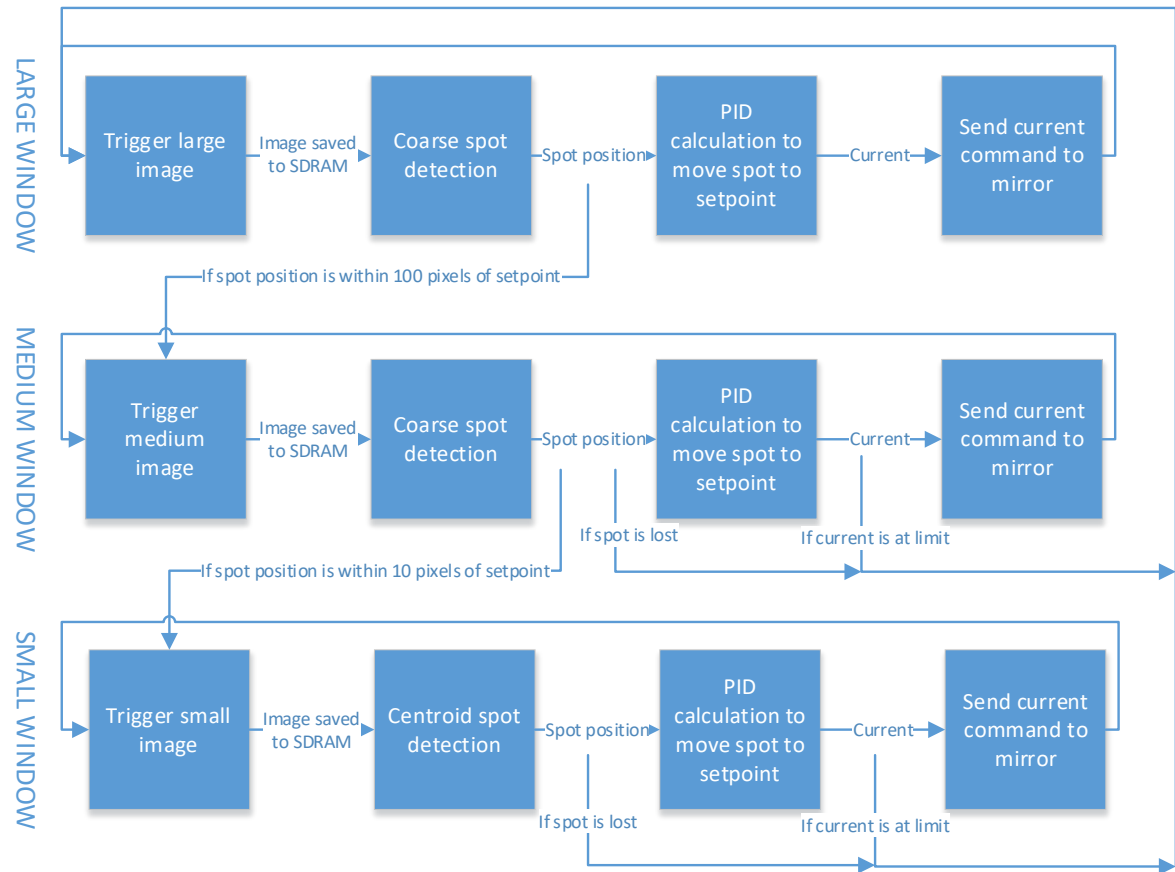 LARGE WINDOW
Trigger large
image
Image saved
to SDRAM
Coarse spot
detection
Spot position
PID
calculation to
move spot to
setpoint
Current
Send current
command to
mirror
If spot position is within 100 pixels of setpoint
MEDIUM WINDOW
Trigger
medium
image
Image saved
to SDRAM
Coarse spot
detection
Spot position
PID
calculation to
move spot to
setpoint
Current
Send current
command to
mirror
If spot is lost
If current is at limit
If spot position is within 10 pixels of setpoint
SMALL WINDOW
Trigger small
image
Image saved
to SDRAM
Centroid spot
detection
Spot position
PID
calculation to
move spot to
setpoint
Current
Send current
command to
mirror
If spot is lost
If current is at limit